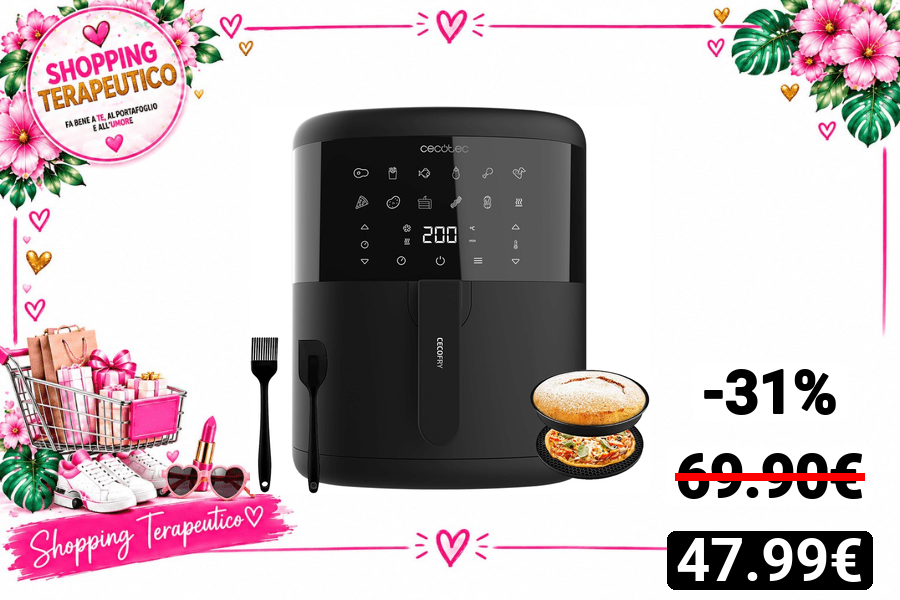 SHOPPING
TERAPEUTICO
FA BENE A TE, AL PORTAFOGLIO
E ALL'UMORE
cecotec
200
CECOFRY
-31%
69.90€
47.99€
Shopping Terapeutico